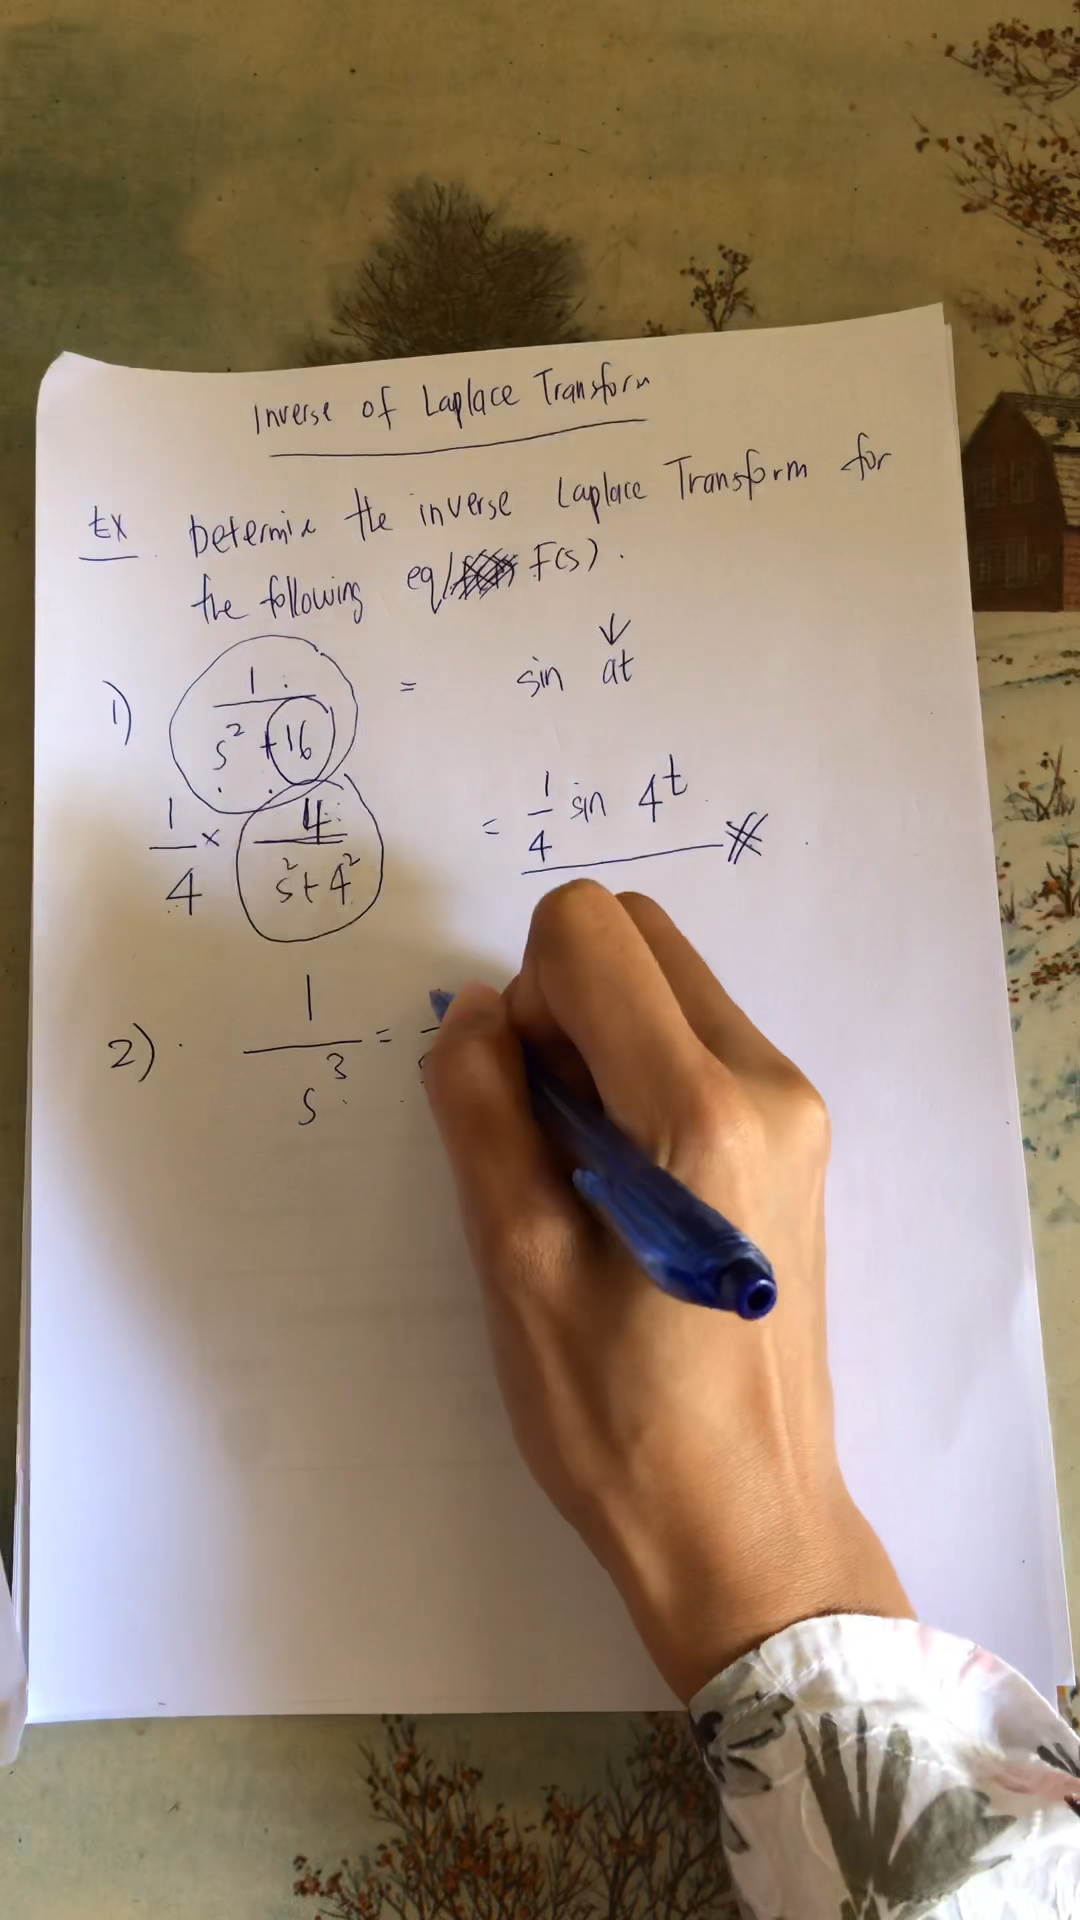 Inverse of Laplace Transform
Ex Determine the inverse Laplace Transform for
the following eq/ F(s).
1) 1 / s² + 16 = sin at
1/4 × 4 / s² + 4² = 1/4 sin 4t
2) 1 / s³ =